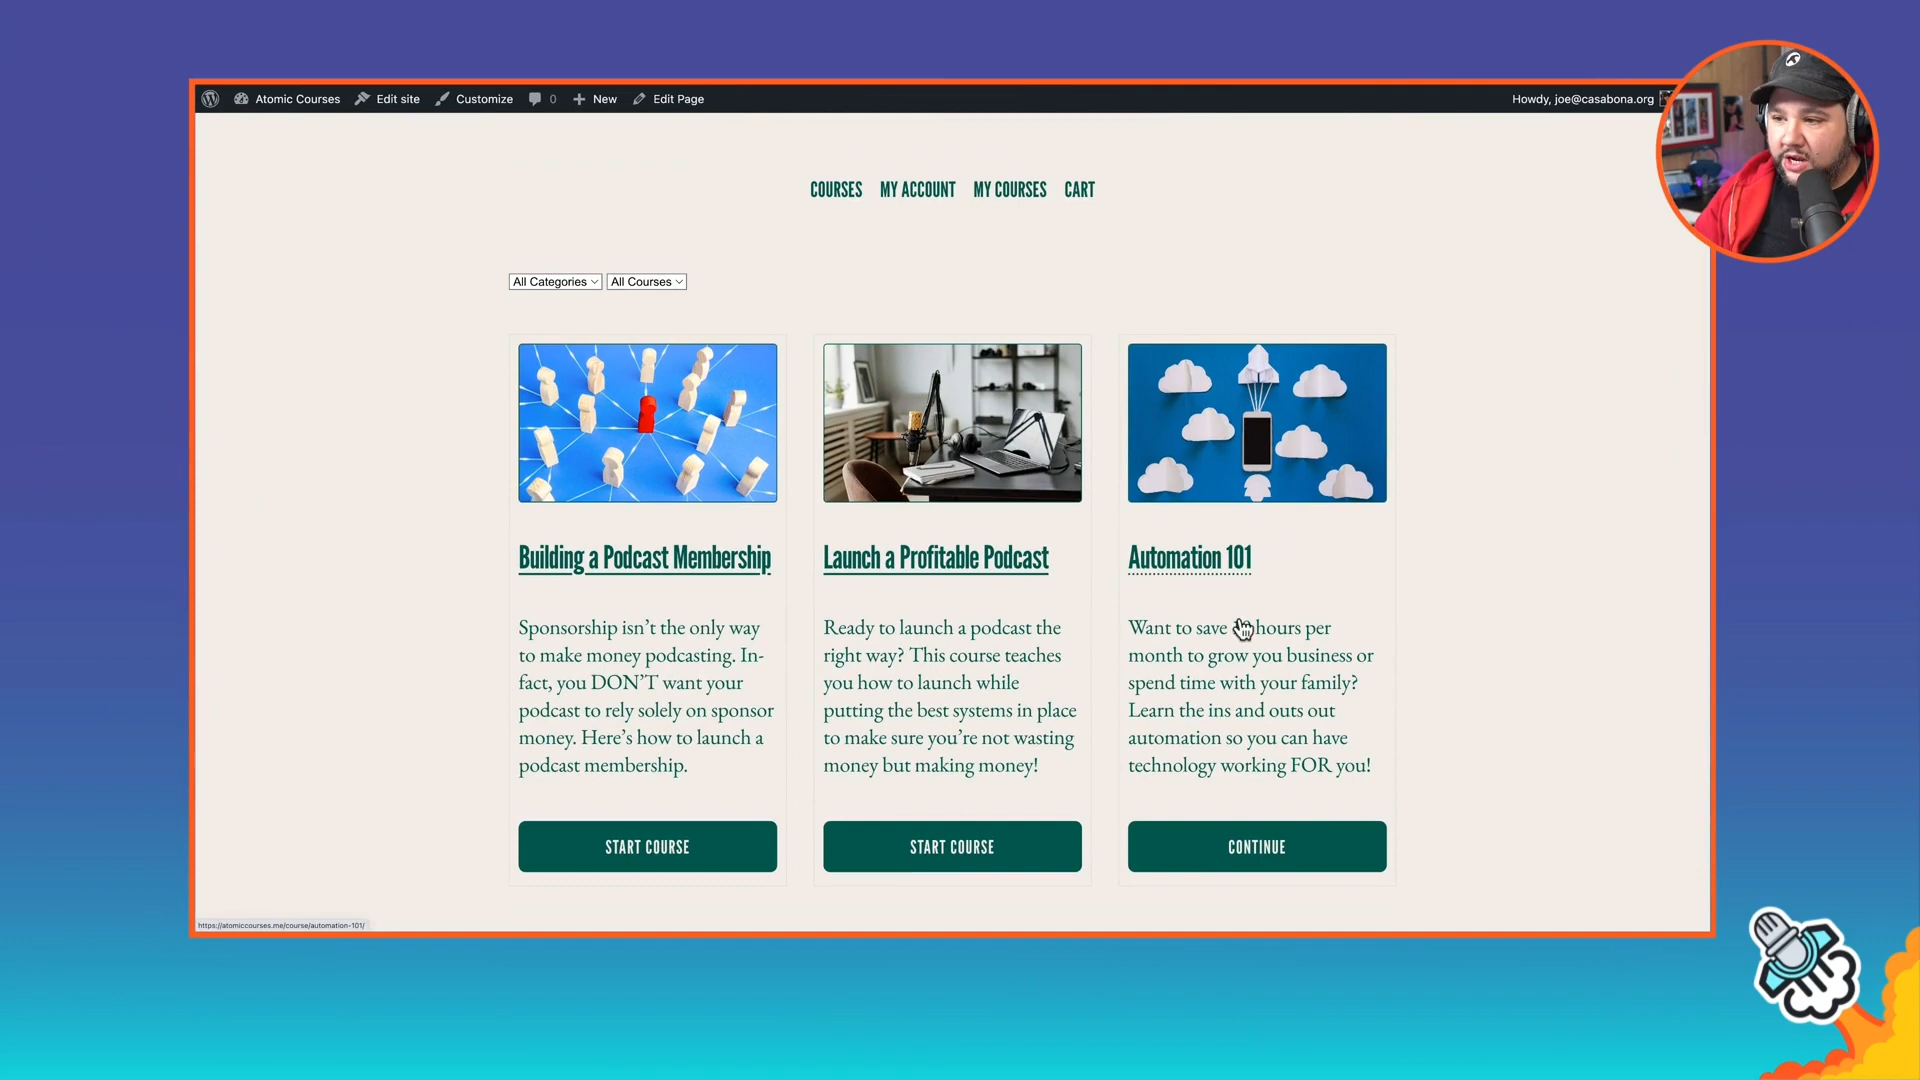 Atomic Courses Edit site Customize 0 New Edit Page Howdy, joe@casabona.org
COURSES MY ACCOUNT MY COURSES CART
All Categories All Courses
Building a Podcast Membership
Sponsorship isn’t the only way
to make money podcasting. In-
fact, you DON’T want your
podcast to rely solely on sponsor
money. Here’s how to launch a
podcast membership.
START COURSE
Launch a Profitable Podcast
Ready to launch a podcast the
right way? This course teaches
you how to launch while
putting the best systems in place
to make sure you’re not wasting
money but making money!
START COURSE
Automation 101
Want to save hours per
month to grow you business or
spend time with your family?
Learn the ins and outs out
automation so you can have
technology working FOR you!
CONTINUE
https://atomiccourses.me/course/automation-101/